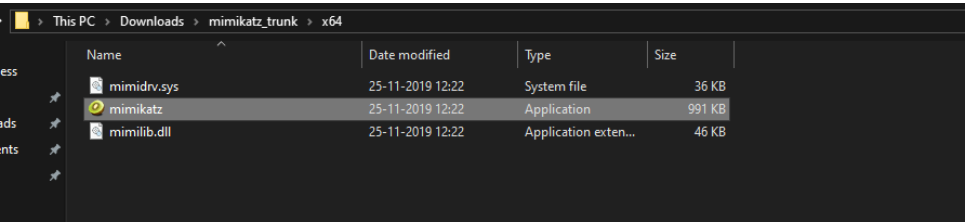 This PC > Downloads > mimikatz_trunk > x64
Name Date modified Type Size
ess
mimidrv.sys 25-11-2019 12:22 System file 36 KB
mimikatz 25-11-2019 12:22 Application 991 KB
ads
mimilib.dll 25-11-2019 12:22 Application exten... 46 KB
ents